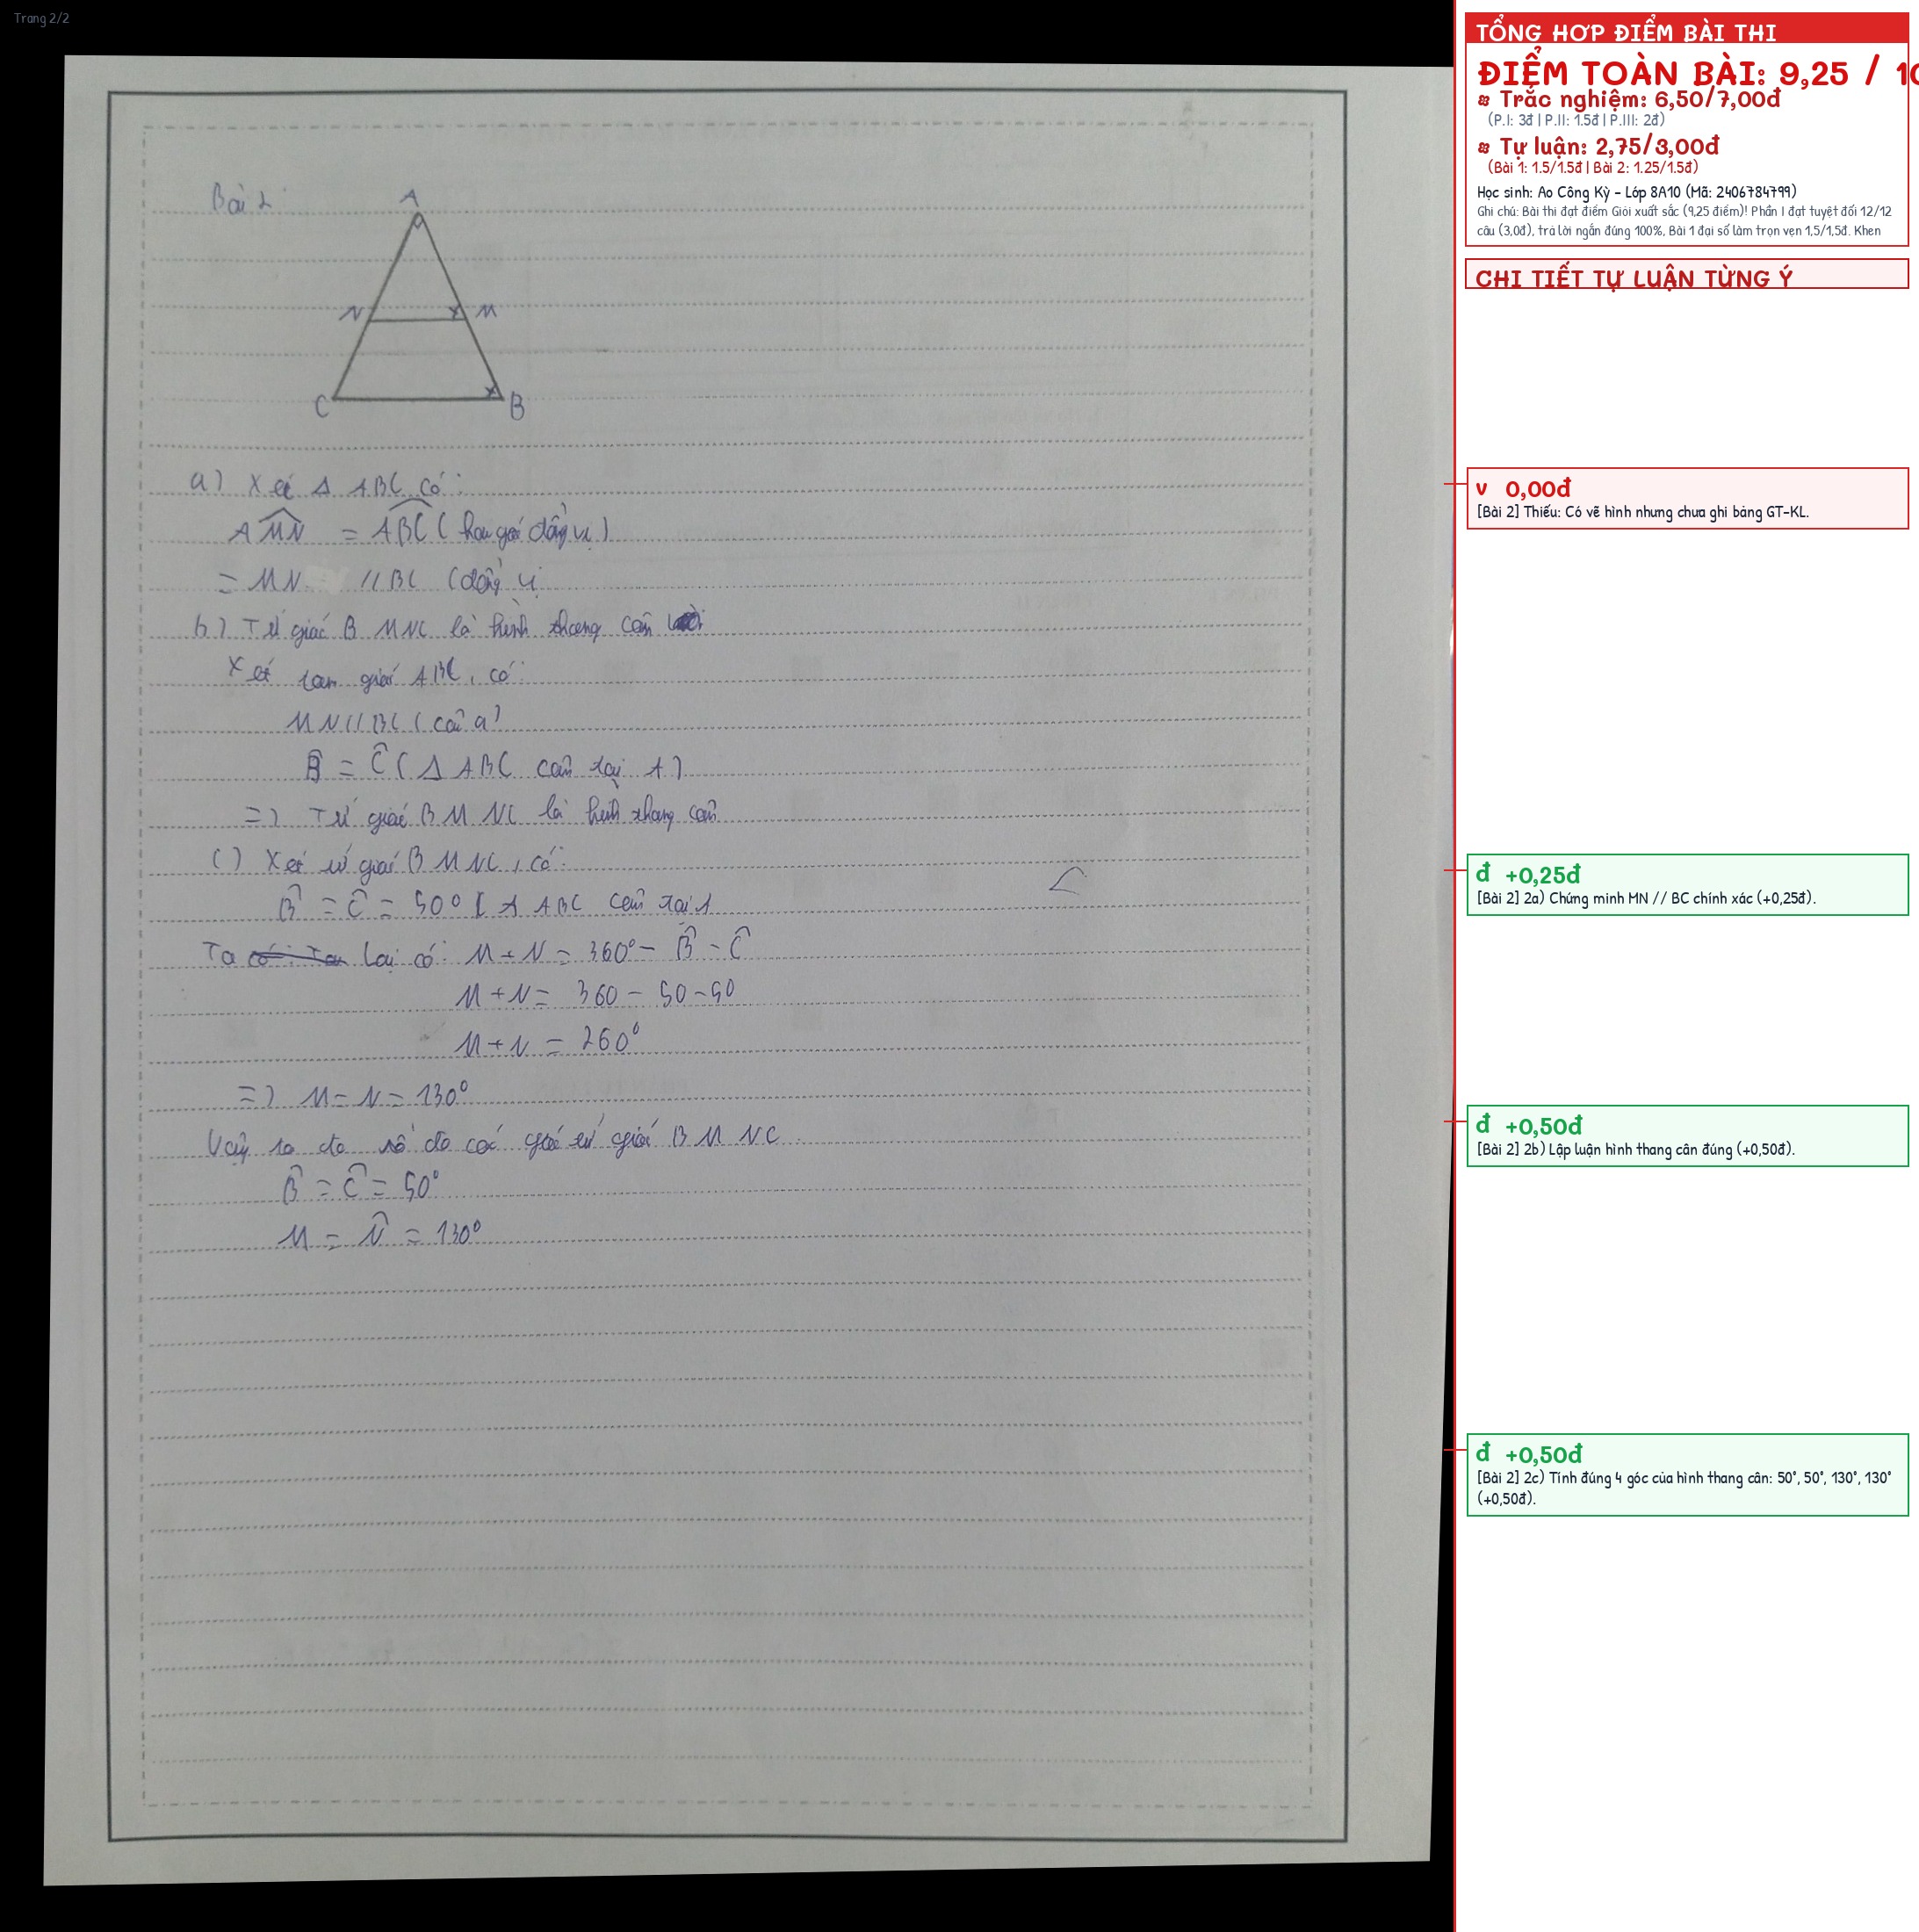 Trang 2/2
Bài 2
A
N
M
C
B
a) Xét Δ ABC có:
AMN = ABC ( hai góc đồng vị )
= MN // BC (đồng vị
b) Tứ giác BMNC là hình thang cân
Xét tam giác ABC, có:
MN // BC ( câu a)
B = C ( Δ ABC cân tại A )
=> Tứ giác BMNC là hình thang cân
c) Xét tứ giác BMNC, có:
B = C = 50° [ Δ ABC cân tại A
Ta lại có: M + N = 360° - B - C
M + N = 360 - 50 - 50
M + N = 260°
=> M = N = 130°
Vậy số đo các góc tứ giác BMNC
B = C = 50°
M = N = 130°
TỔNG HỢP ĐIỂM BÀI THI
ĐIỂM TOÀN BÀI: 9,25 / 10
Trắc nghiệm: 6,50/7,00đ
(P.I: 3đ | P.II: 1.5đ | P.III: 2đ)
Tự luận: 2,75/3,00đ
(Bài 1: 1.5/1.5đ | Bài 2: 1.25/1.5đ)
Học sinh: Ao Công Kỳ - Lớp 8A10 (Mã: 2406784799)
Ghi chú: Bài thi đạt điểm Giỏi xuất sắc (9,25 điểm)! Phần I đạt tuyệt đối 12/12
câu (3,0đ), trả lời ngắn đúng 100%, Bài 1 đại số làm trọn vẹn 1,5/1,5đ. Khen
CHI TIẾT TỰ LUẬN TỪNG Ý
v 0,00đ
[Bài 2] Thiếu: Có vẽ hình nhưng chưa ghi bảng GT-KL.
đ +0,25đ
[Bài 2] 2a) Chứng minh MN // BC chính xác (+0,25đ).
đ +0,50đ
[Bài 2] 2b) Lập luận hình thang cân đúng (+0,50đ).
đ +0,50đ
[Bài 2] 2c) Tính đúng 4 góc của hình thang cân: 50°, 50°, 130°, 130°
(+0,50đ).